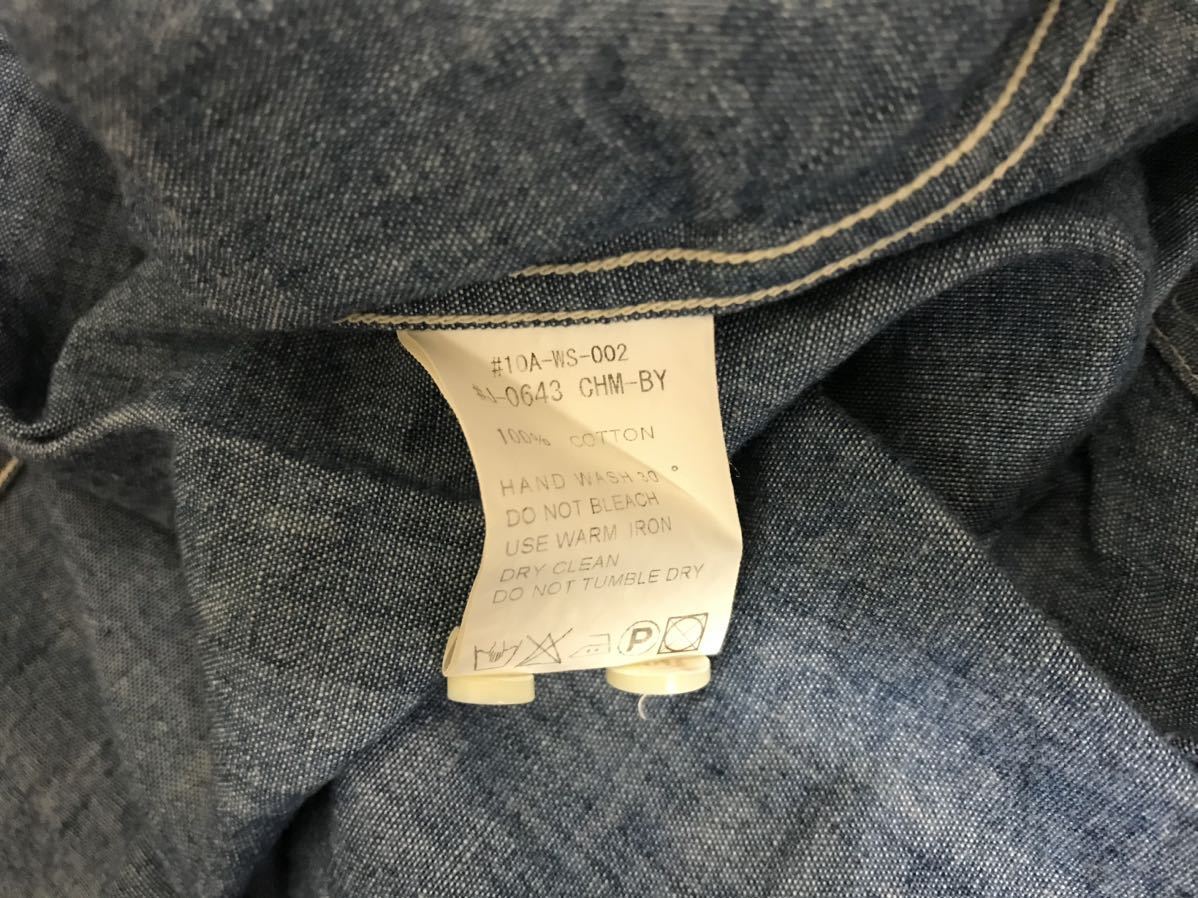 #10A-WS-002
#J-0643 CHM-BY
100% COTTON
HAND WASH 30°
DO NOT BLEACH
USE WARM IRON
DRY CLEAN
DO NOT TUMBLE DRY
P